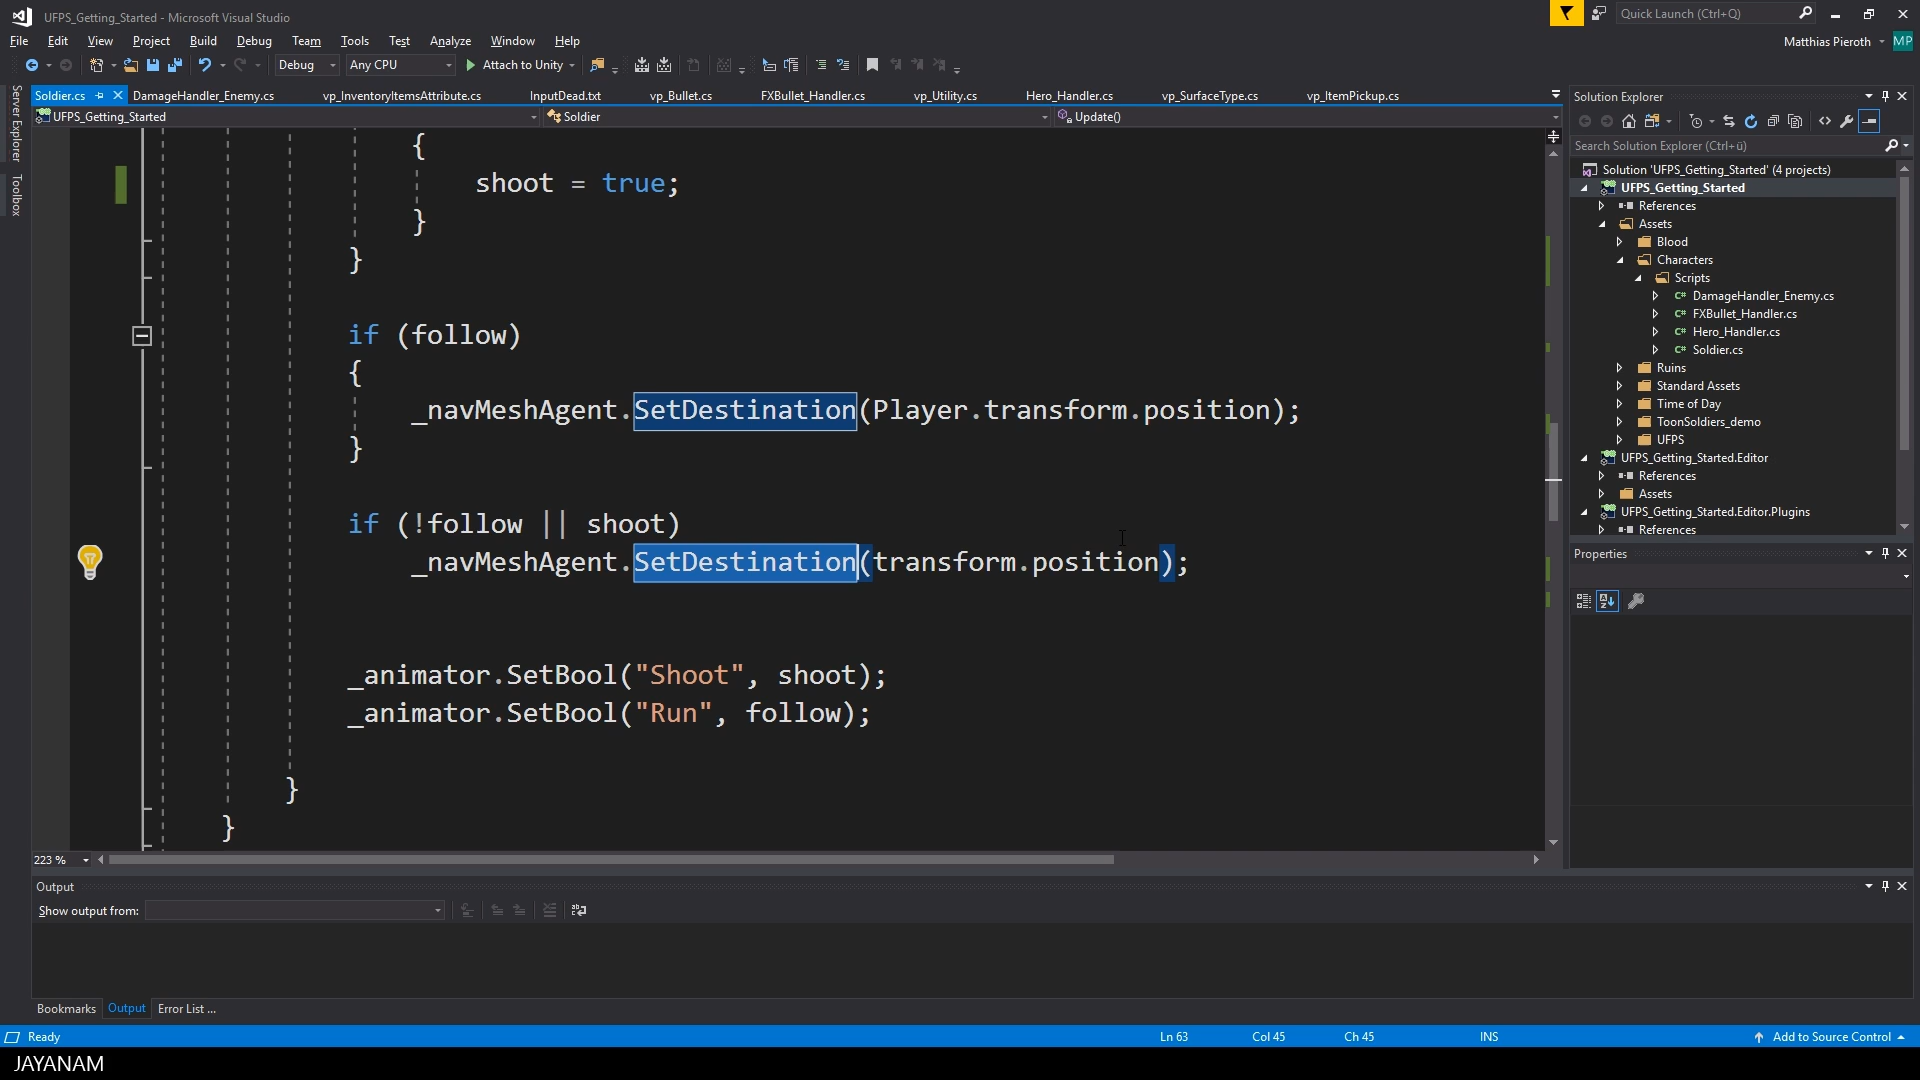 UFPS_Getting_Started - Microsoft Visual Studio
Quick Launch (Ctrl+Q)
File Edit View Project Build Debug Team Tools Test Analyze Window Help
Matthias Pieroth MP
Debug Any CPU Attach to Unity
Server Explorer
Toolbox
Soldier.cs DamageHandler_Enemy.cs vp_InventoryItemsAttribute.cs InputDead.txt vp_Bullet.cs FXBullet_Handler.cs vp_Utility.cs Hero_Handler.cs vp_SurfaceType.cs vp_ItemPickup.cs
UFPS_Getting_Started Soldier Update()
{
shoot = true;
}
}
if (follow)
{
_navMeshAgent.SetDestination(Player.transform.position);
}
if (!follow || shoot)
_navMeshAgent.SetDestination(transform.position);
_animator.SetBool("Shoot", shoot);
_animator.SetBool("Run", follow);
}
}
223 %
Solution Explorer
Search Solution Explorer (Ctrl+ü)
Solution 'UFPS_Getting_Started' (4 projects)
UFPS_Getting_Started
References
Assets
Blood
Characters
Scripts
C# DamageHandler_Enemy.cs
C# FXBullet_Handler.cs
C# Hero_Handler.cs
C# Soldier.cs
Ruins
Standard Assets
Time of Day
ToonSoldiers_demo
UFPS
UFPS_Getting_Started.Editor
References
Assets
UFPS_Getting_Started.Editor.Plugins
References
Properties
Output
Show output from:
Bookmarks Output Error List ...
Ready Ln 63 Col 45 Ch 45 INS Add to Source Control
JAYANAM